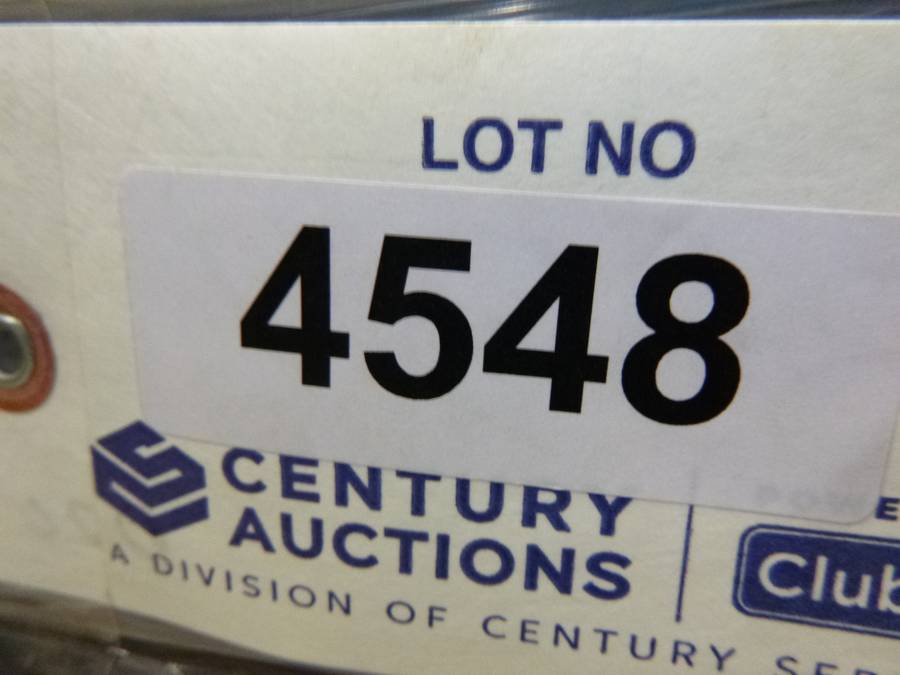 LOT NO
4548
CENTURY
AUCTIONS
A DIVISION OF CENTURY
Club